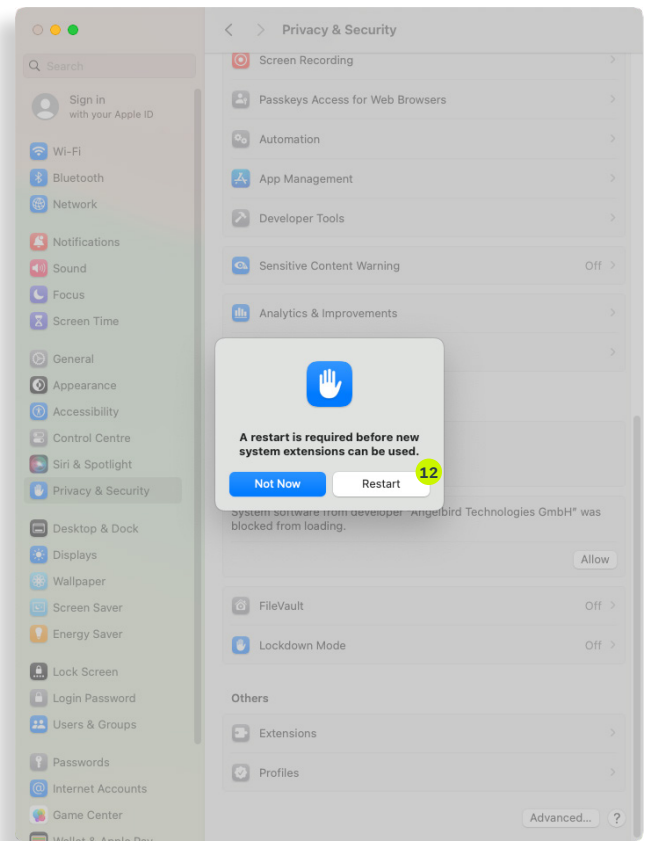 Privacy & Security
Search
Sign in
with your Apple ID
Wi-Fi
Bluetooth
Network
Notifications
Sound
Focus
Screen Time
General
Appearance
Accessibility
Control Centre
Siri & Spotlight
Privacy & Security
Desktop & Dock
Displays
Wallpaper
Screen Saver
Energy Saver
Lock Screen
Login Password
Users & Groups
Passwords
Internet Accounts
Game Center
Wallet & Apple Pay
Screen Recording
Passkeys Access for Web Browsers
Automation
App Management
Developer Tools
Sensitive Content Warning Off
Analytics & Improvements
A restart is required before new
system extensions can be used.
Not Now Restart 12
System software from developer "Angelbird Technologies GmbH" was
blocked from loading.
Allow
FileVault Off
Lockdown Mode Off
Others
Extensions
Profiles
Advanced... ?